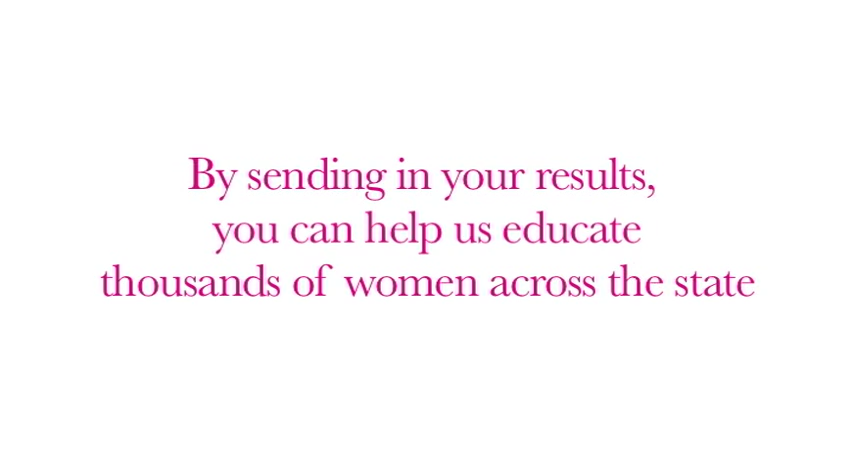 By sending in your results,
you can help us educate
thousands of women across the state